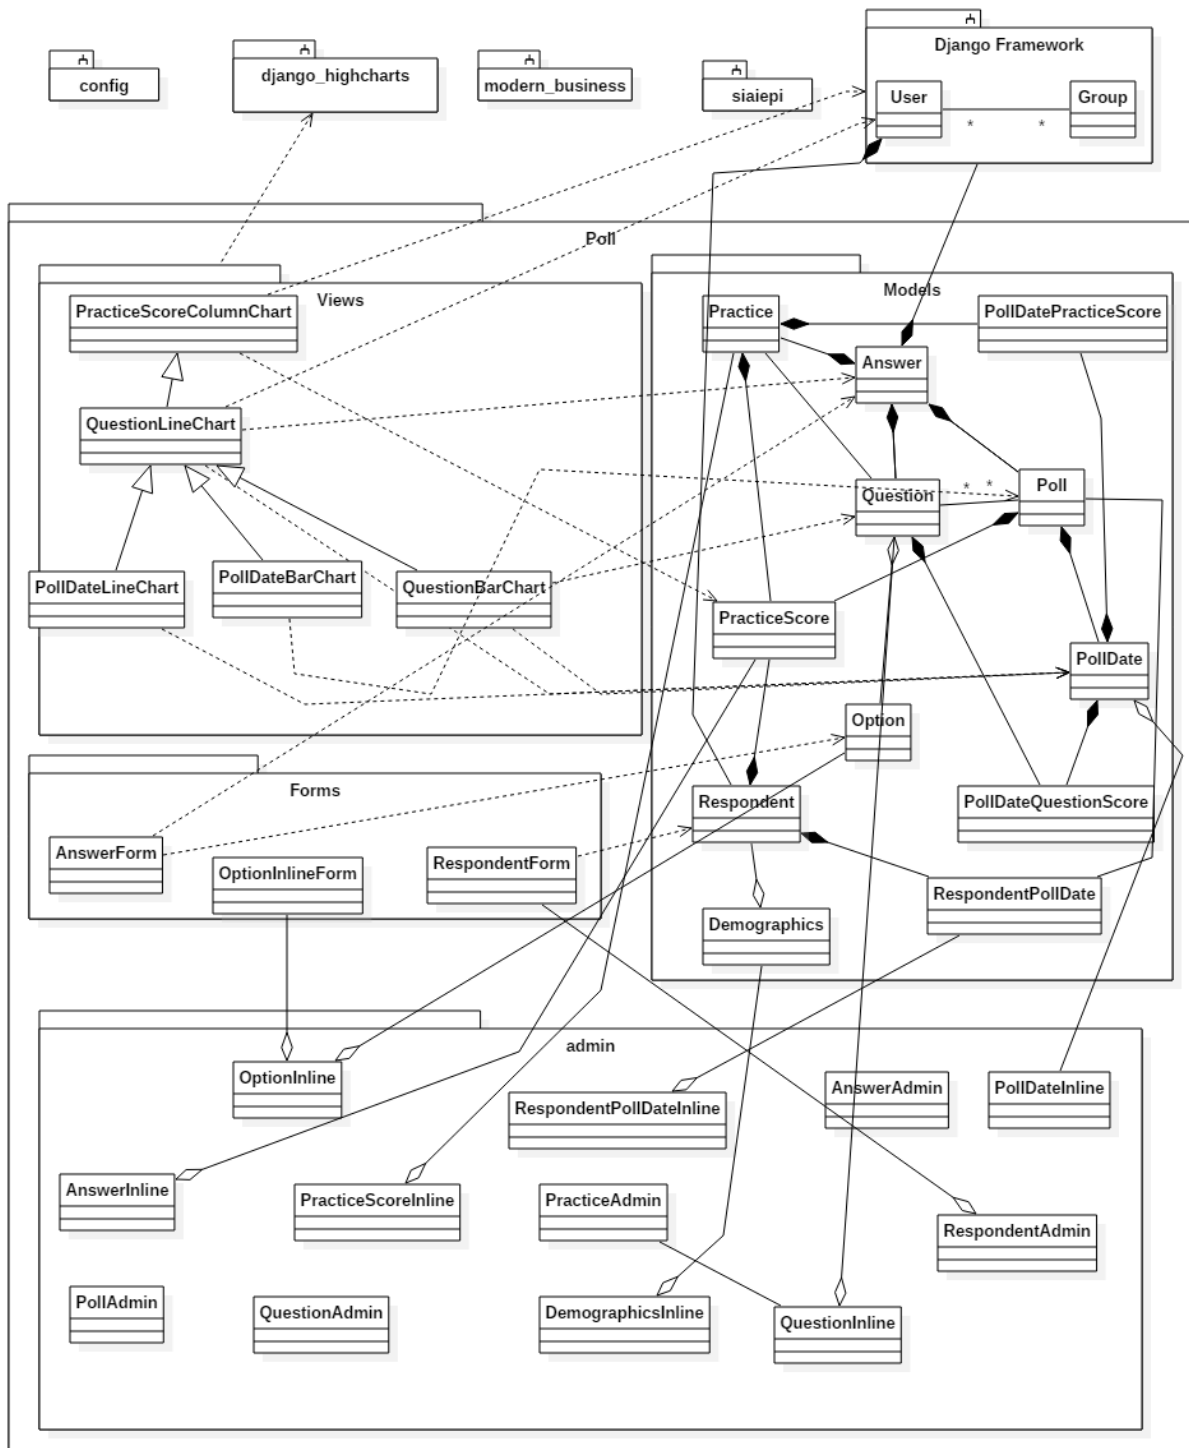 Django Framework
config
django_highcharts
modern_business
siaiepi
User
Group
*
*
Poll
Views
Models
PracticeScoreColumnChart
Practice
PollDatePracticeScore
Answer
QuestionLineChart
Question
*
*
Poll
PollDateLineChart
PollDateBarChart
QuestionBarChart
PracticeScore
PollDate
Option
Forms
Respondent
PollDateQuestionScore
AnswerForm
OptionInlineForm
RespondentForm
RespondentPollDate
Demographics
admin
OptionInline
RespondentPollDateInline
AnswerAdmin
PollDateInline
AnswerInline
PracticeScoreInline
PracticeAdmin
RespondentAdmin
PollAdmin
QuestionAdmin
DemographicsInline
QuestionInline